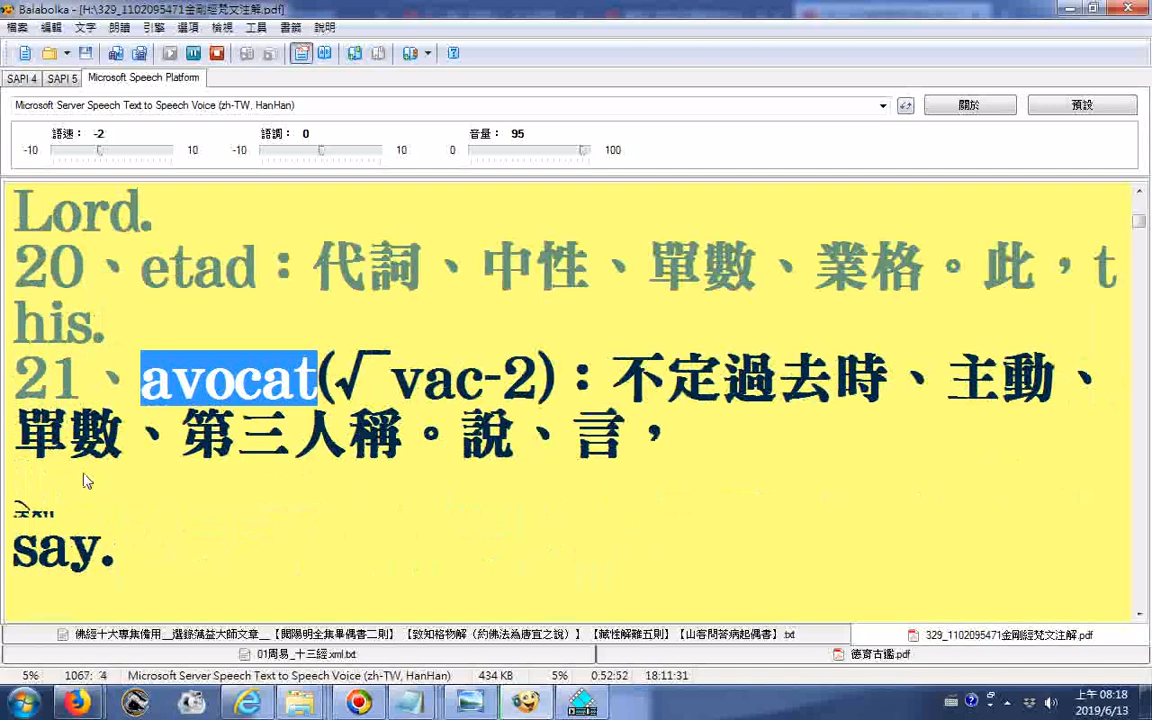 Balabolka - [H:\329_1102095471金剛經梵文注解.pdf]
檔案 編輯 文字 朗讀 引擎 選項 檢視 工具 書籤 說明
SAPI 4 SAPI 5 Microsoft Speech Platform
Microsoft Server Speech Text to Speech Voice (zh-TW, HanHan) 關於 預設
語速： -2 語調： 0 音量： 95
-10 10 -10 10 0 100
Lord.
20、etad：代詞、中性、單數、業格。此，t
his.
21、avocat(√vac-2)：不定過去時、主動、
單數、第三人稱。說、言，
say.
佛經十大專集備用__選錄蕅益大師文章__【閱陽明全集畢偶書二則】【致知格物解（約佛法為唐宜之說）】【緘性解難五則】【山客問答病起偶書】.txt 329_1102095471金剛經梵文注解.pdf
01周易_十三經.xml.txt 德育古鑑.pdf
5% 1067: 4 Microsoft Server Speech Text to Speech Voice (zh-TW, HanHan) 434 KB 5% 0:52:52 18:11:31
上午 08:18
2019/6/13